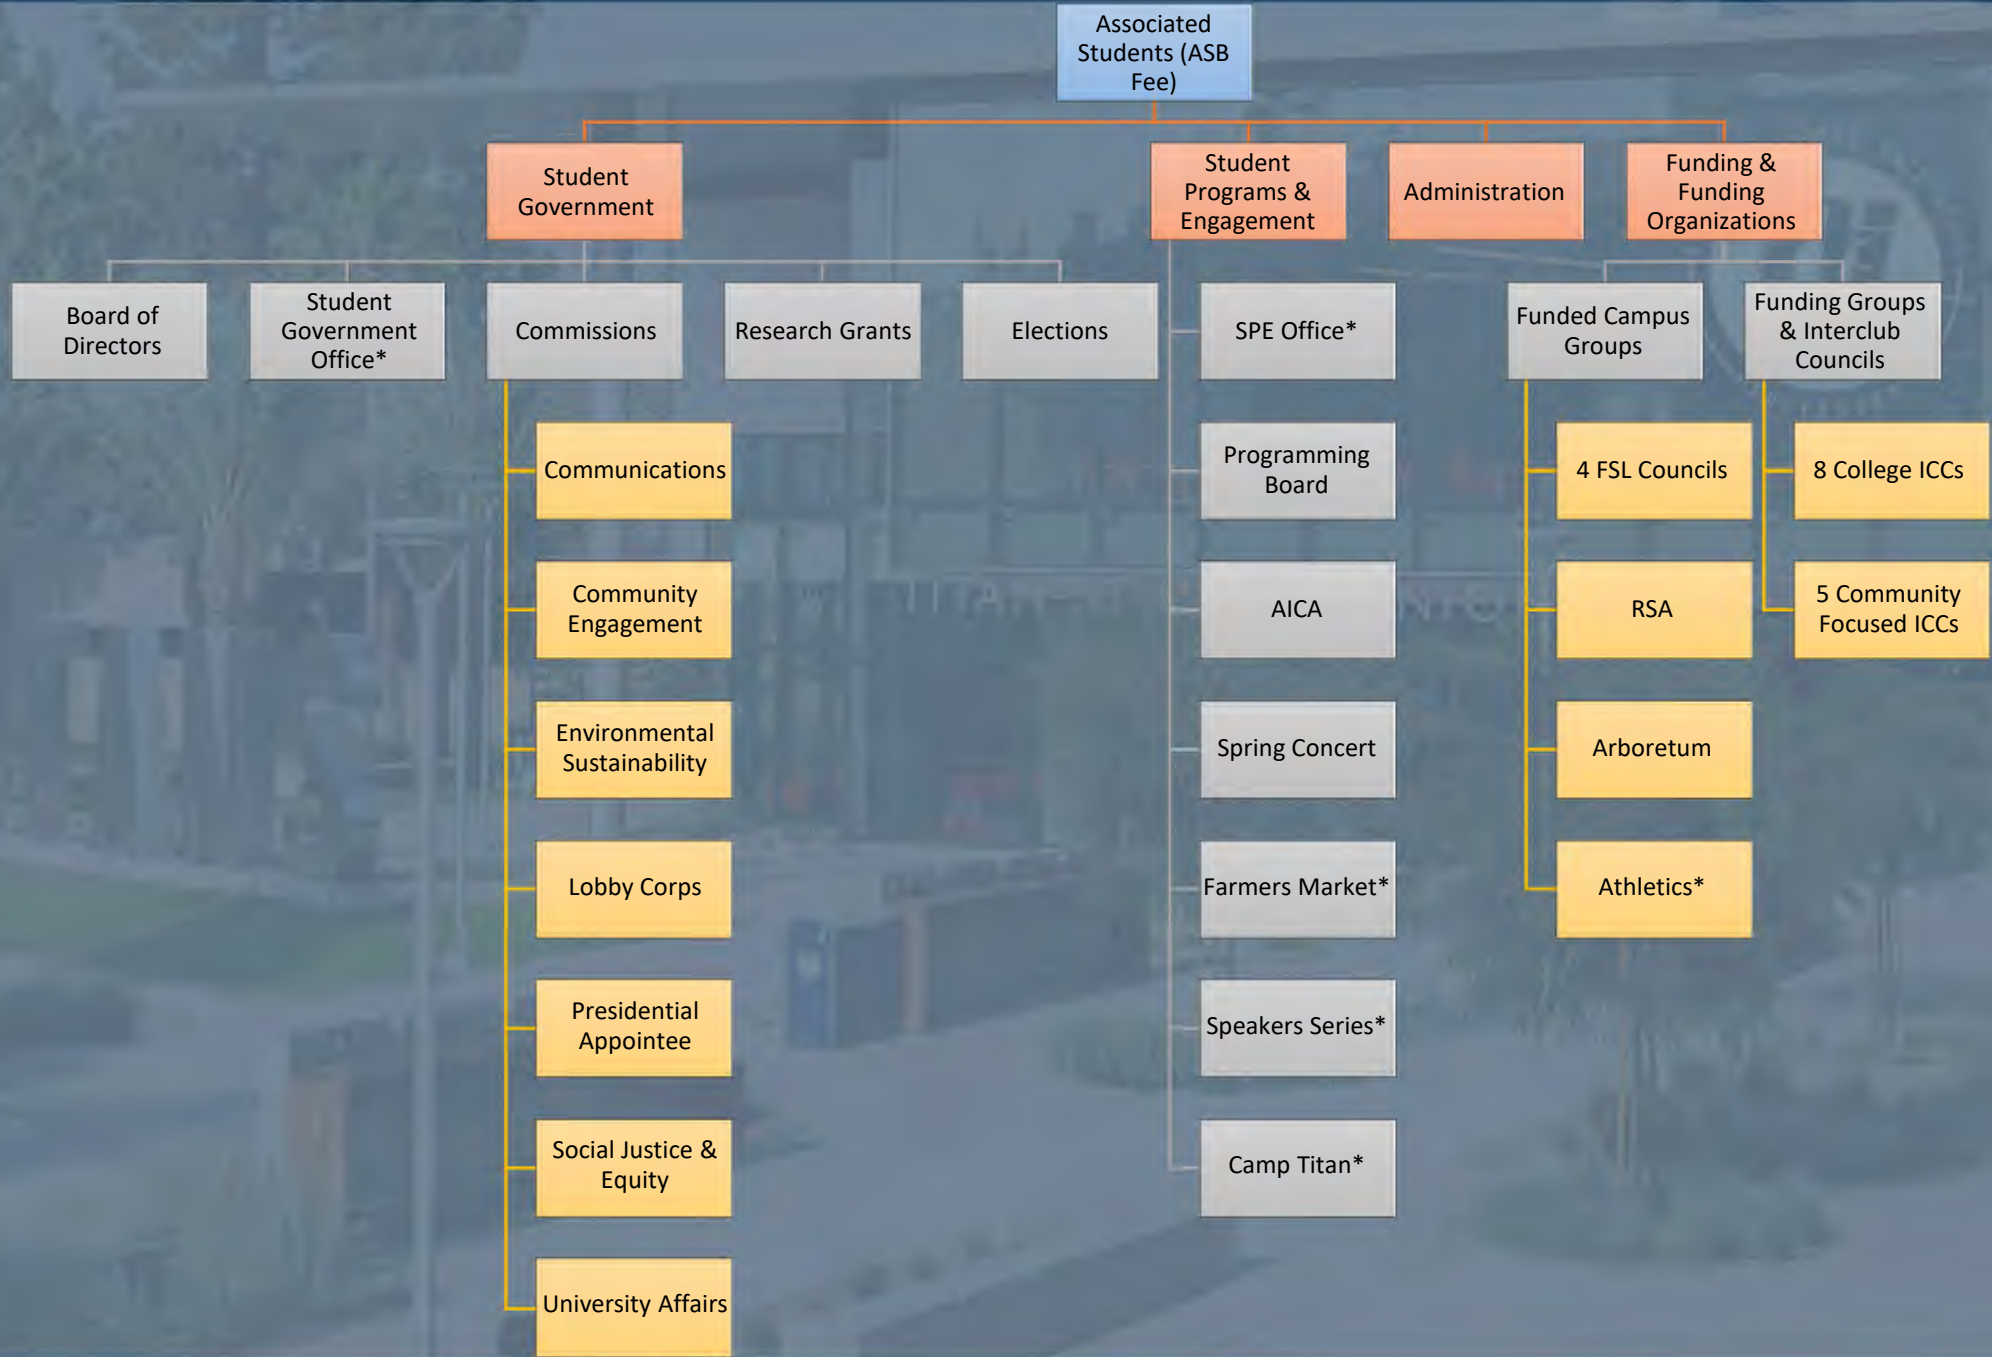 Associated
Students (ASB
Fee)
Student
Government
Student
Programs &
Engagement
Administration
Funding &
Funding
Organizations
Board of
Directors
Student
Government
Office*
Commissions
Research Grants
Elections
SPE Office*
Funded Campus
Groups
Funding Groups
& Interclub
Councils
Communications
Community
Engagement
Environmental
Sustainability
Lobby Corps
Presidential
Appointee
Social Justice &
Equity
University Affairs
Programming
Board
AICA
Spring Concert
Farmers Market*
Speakers Series*
Camp Titan*
4 FSL Councils
RSA
Arboretum
Athletics*
8 College ICCs
5 Community
Focused ICCs